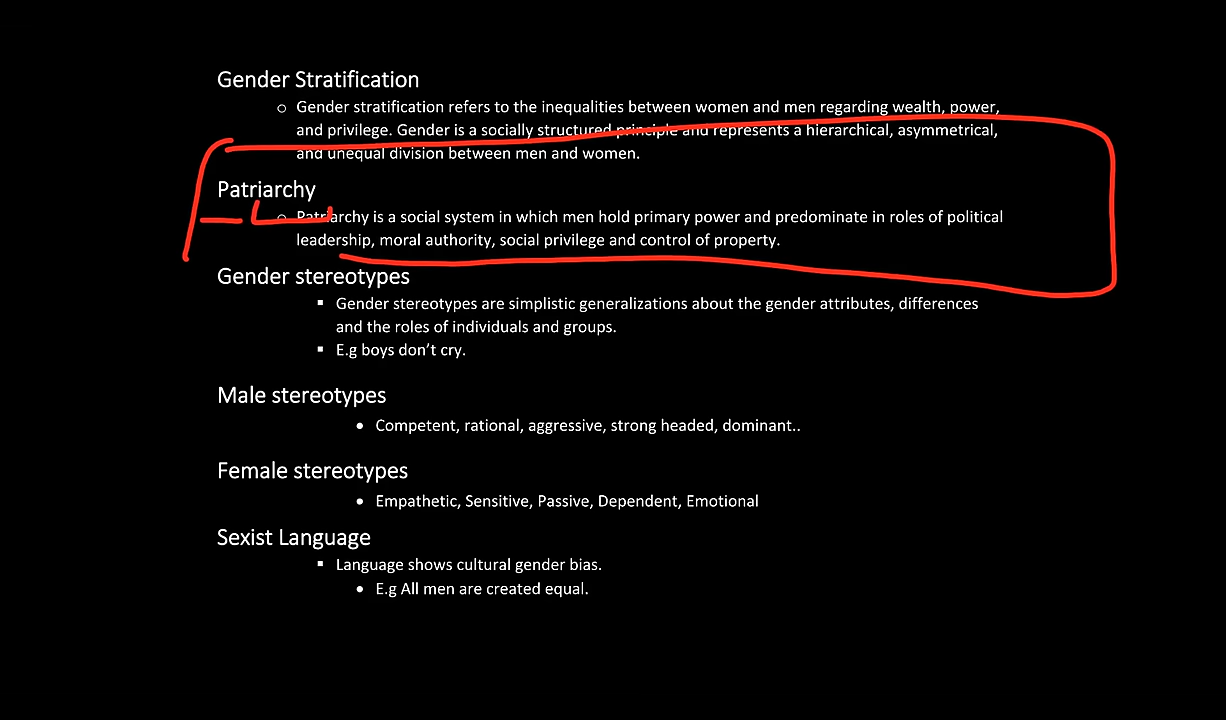 Gender Stratification
o Gender stratification refers to the inequalities between women and men regarding wealth, power,
and privilege. Gender is a socially structured principle and represents a hierarchical, asymmetrical,
and unequal division between men and women.
Patriarchy
o Patriarchy is a social system in which men hold primary power and predominate in roles of political
leadership, moral authority, social privilege and control of property.
Gender stereotypes
▪ Gender stereotypes are simplistic generalizations about the gender attributes, differences
and the roles of individuals and groups.
▪ E.g boys don’t cry.
Male stereotypes
• Competent, rational, aggressive, strong headed, dominant..
Female stereotypes
• Empathetic, Sensitive, Passive, Dependent, Emotional
Sexist Language
▪ Language shows cultural gender bias.
• E.g All men are created equal.